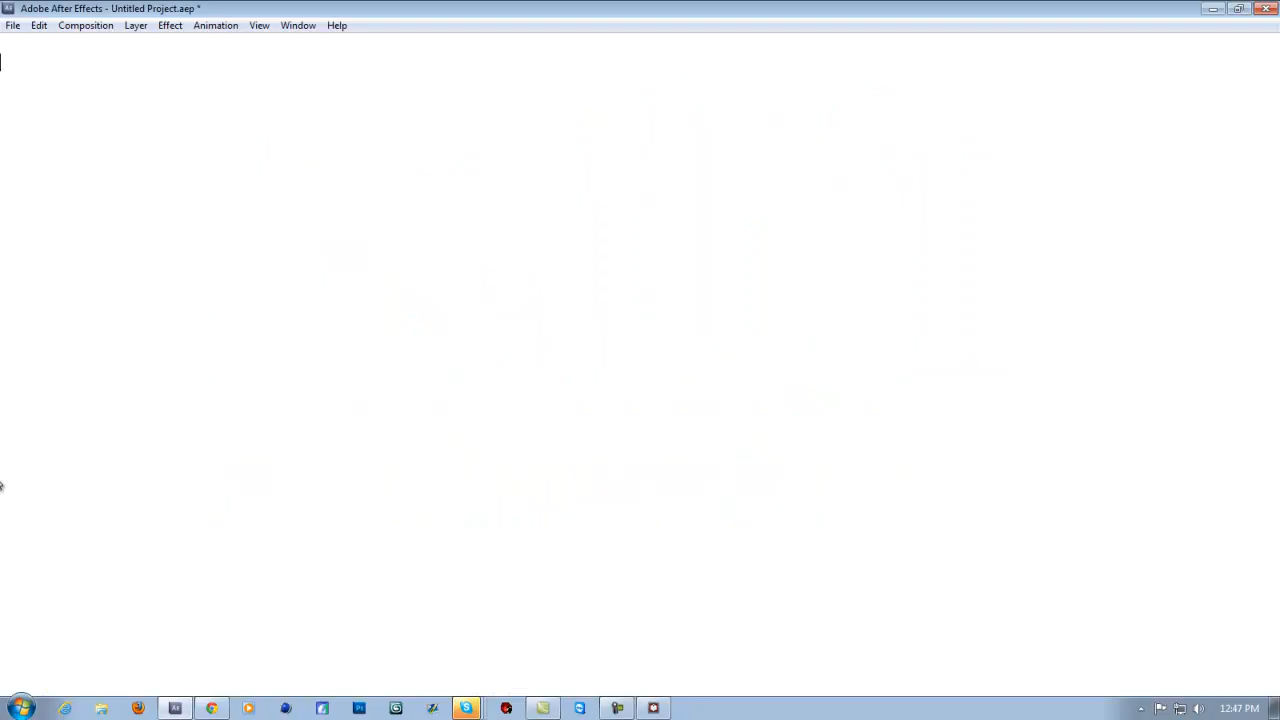 Adobe After Effects - Untitled Project.aep *
File Edit Composition Layer Effect Animation View Window Help
12:47 PM